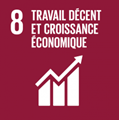 8 TRAVAIL DÉCENT
ET CROISSANCE
ÉCONOMIQUE